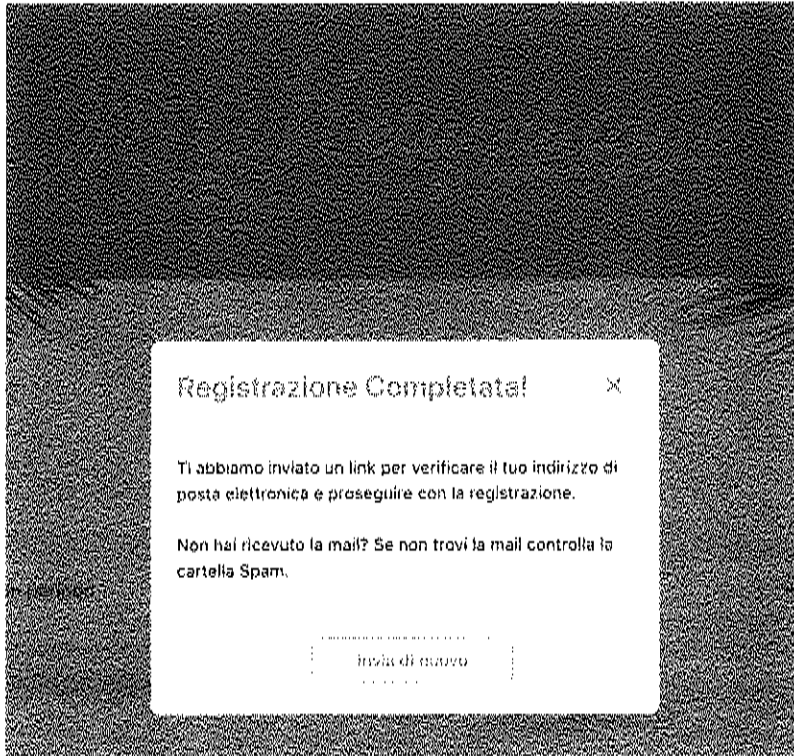 Registrazione Completata!
Ti abbiamo inviato un link per verificare il tuo indirizzo di
posta elettronica e proseguire con la registrazione.
Non hai ricevuto la mail? Se non trovi la mail controlla la
cartella Spam.
Invia di nuovo